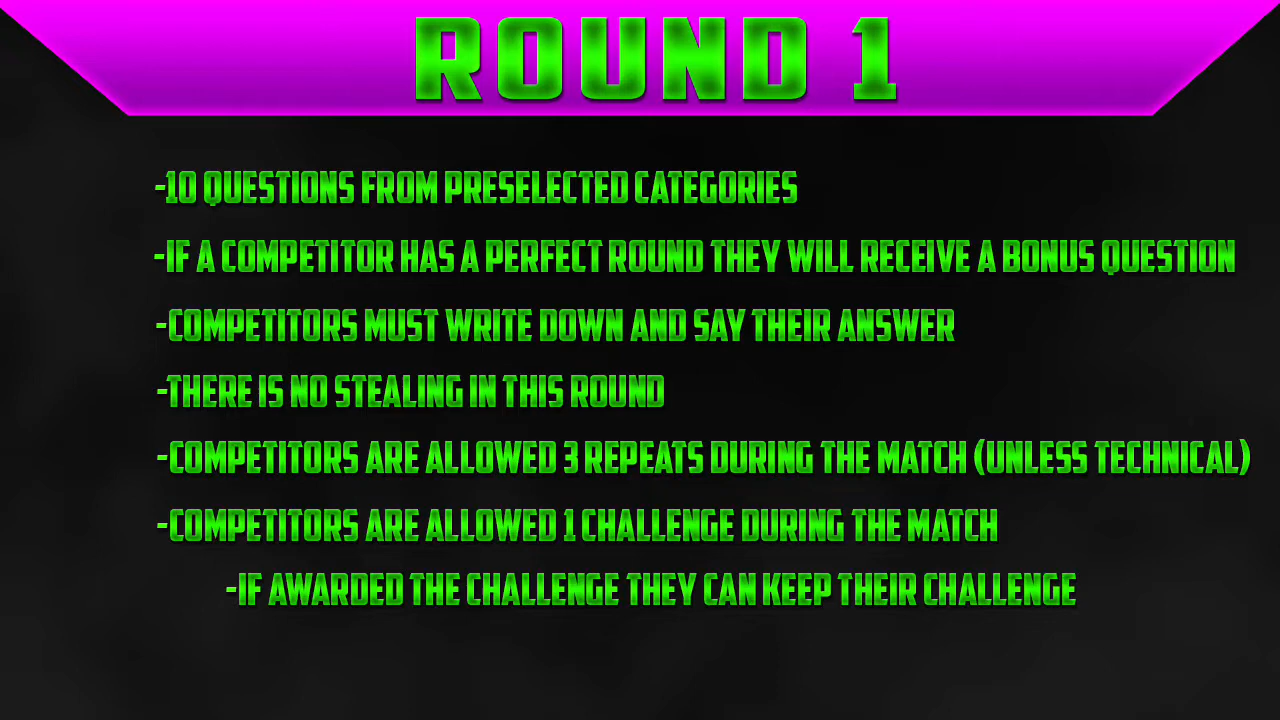 ROUND 1
-10 QUESTIONS FROM PRESELECTED CATEGORIES
-IF A COMPETITOR HAS A PERFECT ROUND THEY WILL RECEIVE A BONUS QUESTION
-COMPETITORS MUST WRITE DOWN AND SAY THEIR ANSWER
-THERE IS NO STEALING IN THIS ROUND
-COMPETITORS ARE ALLOWED 3 REPEATS DURING THE MATCH (UNLESS TECHNICAL)
-COMPETITORS ARE ALLOWED 1 CHALLENGE DURING THE MATCH
-IF AWARDED THE CHALLENGE THEY CAN KEEP THEIR CHALLENGE